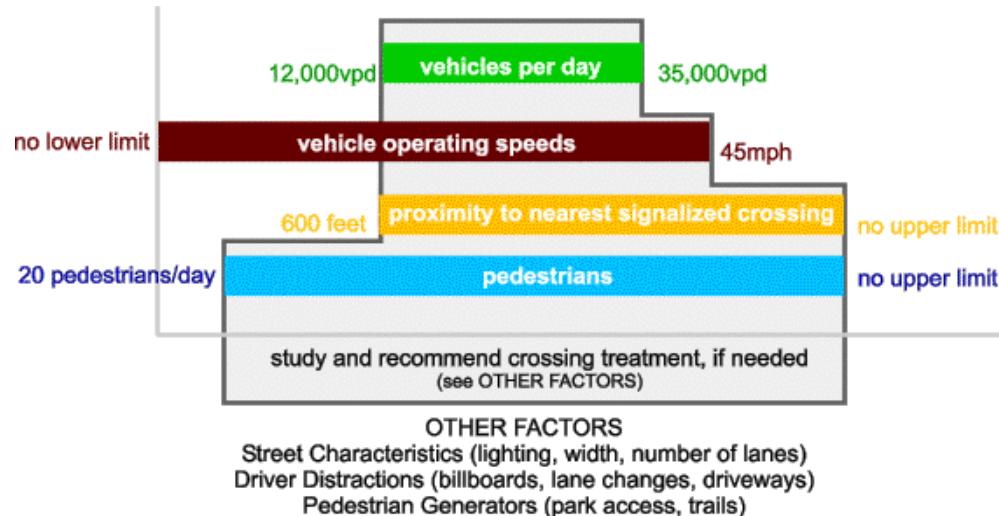 12,000vpd vehicles per day 35,000vpd
no lower limit vehicle operating speeds 45mph
600 feet proximity to nearest signalized crossing no upper limit
20 pedestrians/day pedestrians no upper limit
study and recommend crossing treatment, if needed
(see OTHER FACTORS)
OTHER FACTORS
Street Characteristics (lighting, width, number of lanes)
Driver Distractions (billboards, lane changes, driveways)
Pedestrian Generators (park access, trails)